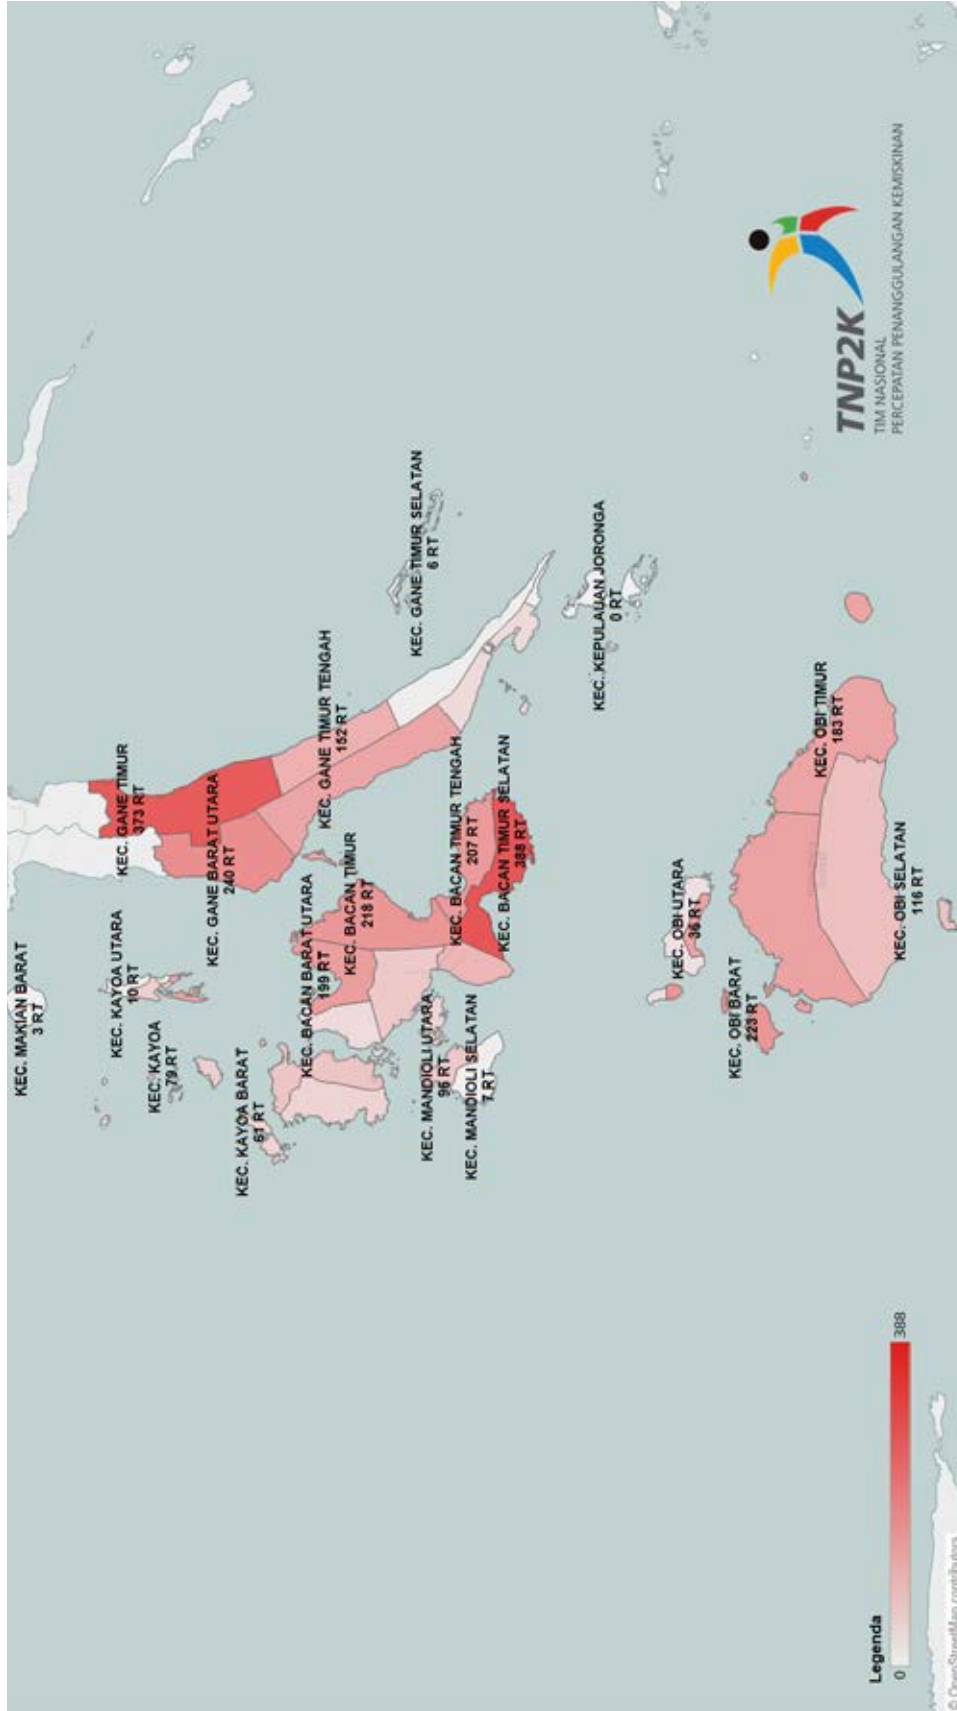 KEC. MAKIAN BARAT
3 RT
KEC. KAYOA UTARA
10 RT
KEC. KAYOA
79 RT
KEC. GANE TIMUR
373 RT
KEC. GANE BARAT UTARA
240 RT
KEC. KAYOA BARAT
61 RT
KEC. BACAN BARAT UTARA
199 RT
KEC. GANE TIMUR TENGAH
152 RT
KEC. BACAN TIMUR
218 RT
KEC. GANE TIMUR SELATAN
6 RT
KEC. MANDIOLI UTARA
96 RT
KEC. BACAN TIMUR TENGAH
207 RT
KEC. MANDIOLI SELATAN
7 RT
KEC. BACAN TIMUR SELATAN
388 RT
KEC. KEPULAUAN JORONGA
0 RT
KEC. OBI UTARA
36 RT
KEC. OBI BARAT
223 RT
KEC. OBI TIMUR
183 RT
KEC. OBI SELATAN
116 RT
TNP2K
TIM NASIONAL
PERCEPATAN PENANGGULANGAN KEMISKINAN
Legenda
0 388
© OpenStreetMap contributors